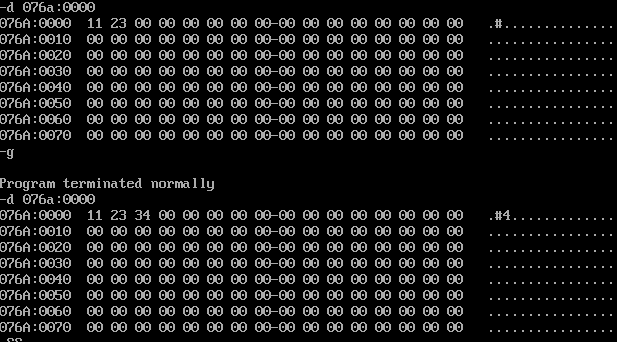 -d 076a:0000
076A:0000  11 23 00 00 00 00 00 00-00 00 00 00 00 00 00 00   .#..............
076A:0010  00 00 00 00 00 00 00 00-00 00 00 00 00 00 00 00   ................
076A:0020  00 00 00 00 00 00 00 00-00 00 00 00 00 00 00 00   ................
076A:0030  00 00 00 00 00 00 00 00-00 00 00 00 00 00 00 00   ................
076A:0040  00 00 00 00 00 00 00 00-00 00 00 00 00 00 00 00   ................
076A:0050  00 00 00 00 00 00 00 00-00 00 00 00 00 00 00 00   ................
076A:0060  00 00 00 00 00 00 00 00-00 00 00 00 00 00 00 00   ................
076A:0070  00 00 00 00 00 00 00 00-00 00 00 00 00 00 00 00   ................
-g
Program terminated normally
-d 076a:0000
076A:0000  11 23 34 00 00 00 00 00-00 00 00 00 00 00 00 00   .#4.............
076A:0010  00 00 00 00 00 00 00 00-00 00 00 00 00 00 00 00   ................
076A:0020  00 00 00 00 00 00 00 00-00 00 00 00 00 00 00 00   ................
076A:0030  00 00 00 00 00 00 00 00-00 00 00 00 00 00 00 00   ................
076A:0040  00 00 00 00 00 00 00 00-00 00 00 00 00 00 00 00   ................
076A:0050  00 00 00 00 00 00 00 00-00 00 00 00 00 00 00 00   ................
076A:0060  00 00 00 00 00 00 00 00-00 00 00 00 00 00 00 00   ................
076A:0070  00 00 00 00 00 00 00 00-00 00 00 00 00 00 00 00   ................